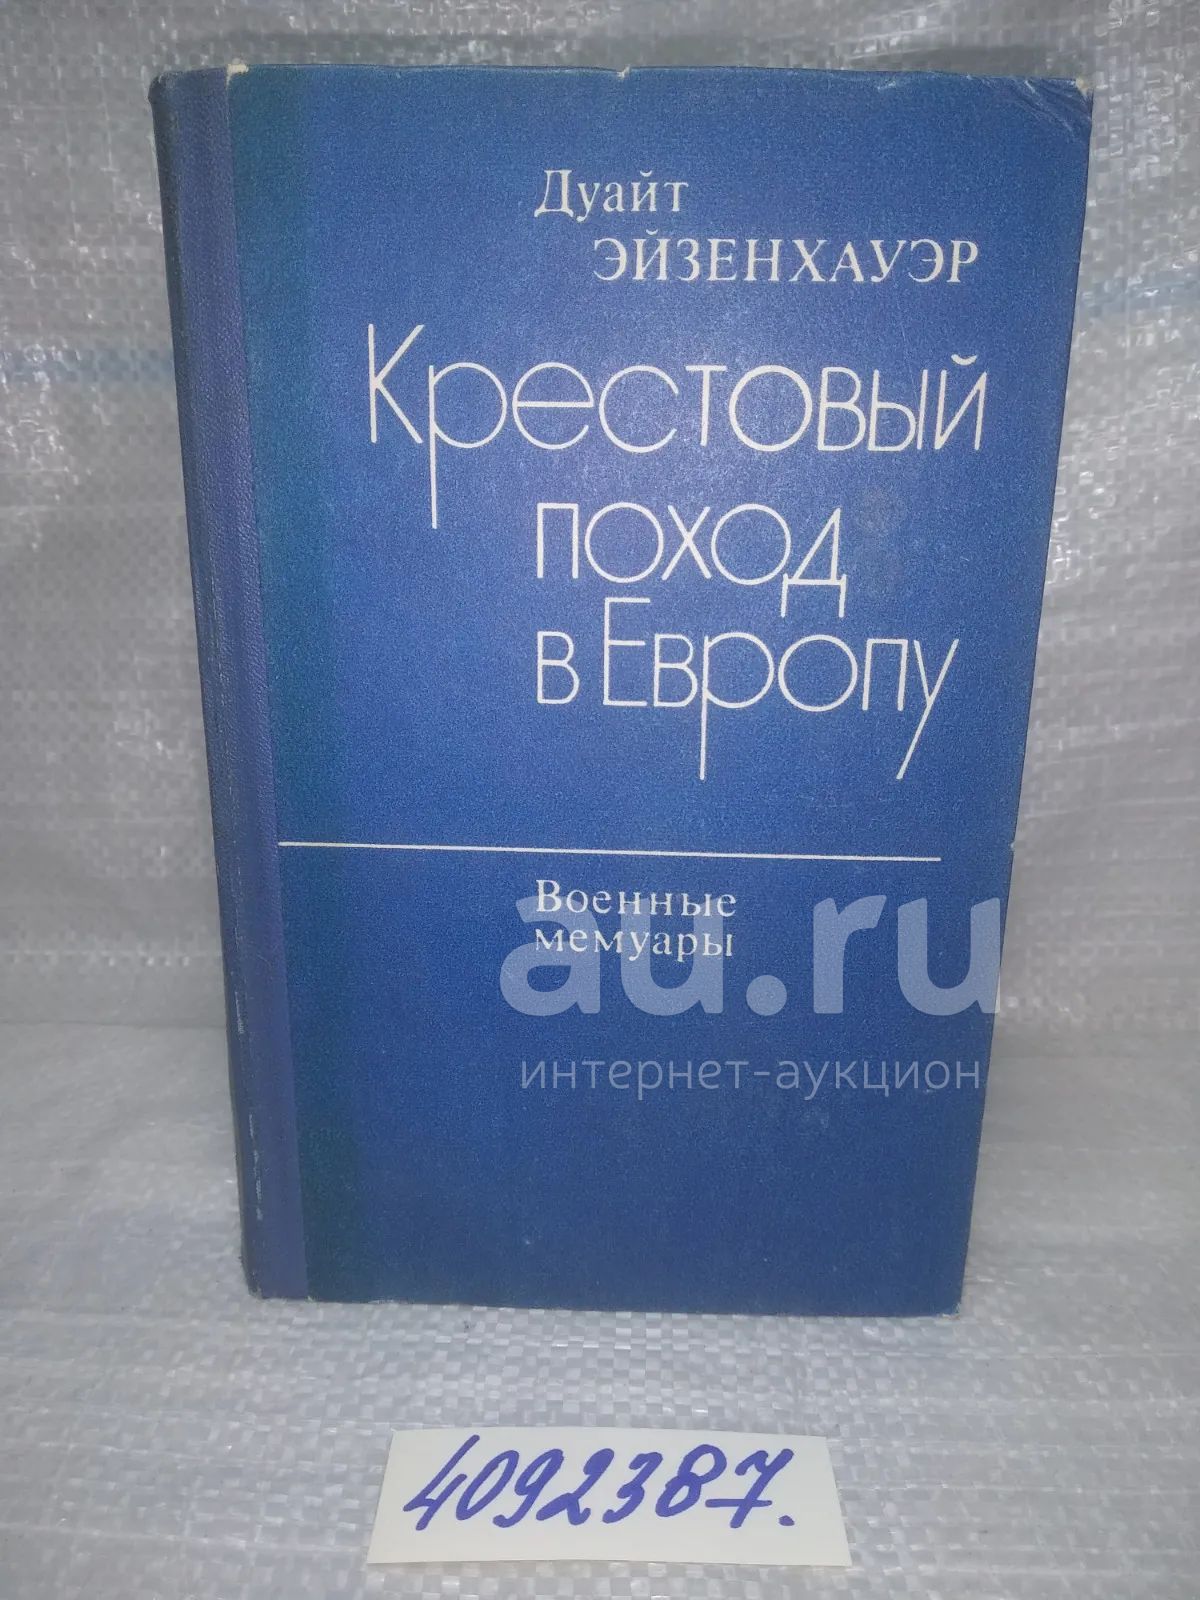 Дуайт
ЭЙЗЕНХАУЭР
Крестовый
поход
в Европу
Военные
мемуары
au.ru
интернет-аукцион
4092387.